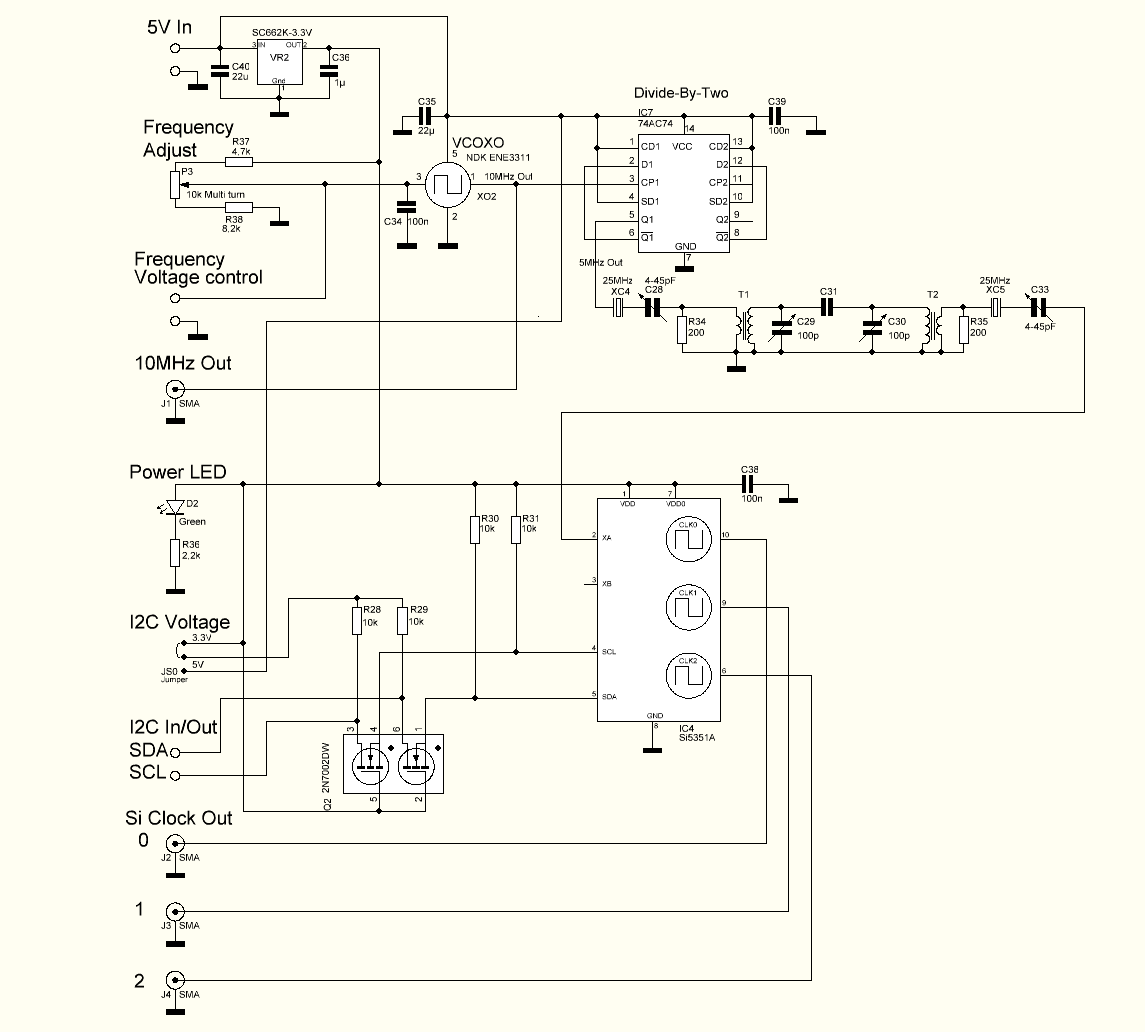 5V In
SC662K-3.3V
3 IN OUT 2
VR2
Gnd
1
C40
22u
C36
1µ
C35
22µ
Divide-By-Two
IC7
74AC74
14
C39
100n
Frequency
Adjust
R37
4,7k
P3
10k Multi turn
R38
8,2k
VCOXO
NDK ENE3311
5
3
1
10MHz Out
XO2
2
C34 100n
1 CD1 VCC CD2 13
2 D1 D2 12
3 CP1 CP2 11
4 SD1 SD2 10
5 Q1 Q2 9
6 Q1 Q2 8
GND
7
5MHz Out
Frequency
Voltage control
25MHz
XC4
4-45pF
C28
R34
200
T1
C29
100p
C31
C30
100p
T2
R35
200
25MHz
XC5
C33
4-45pF
10MHz Out
J1 SMA
Power LED
D2
Green
R36
2,2k
C38
100n
R30
10k
R31
10k
1
VDD
7
VDD0
2 XA
3 XB
4 SCL
5 SDA
CLK0
10
CLK1
9
CLK2
6
GND
8
IC4
Si5351A
I2C Voltage
3.3V
5V
JS0
Jumper
R28
10k
R29
10k
I2C In/Out
SDA
SCL
3 4 6 1
5 2
Q2 2N7002DW
Si Clock Out
0
J2 SMA
1
J3 SMA
2
J4 SMA